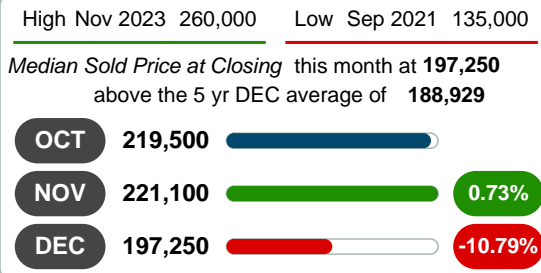 High Nov 2023 260,000 Low Sep 2021 135,000
Median Sold Price at Closing this month at 197,250
above the 5 yr DEC average of 188,929
OCT 219,500
NOV 221,100 0.73%
DEC 197,250 -10.79%